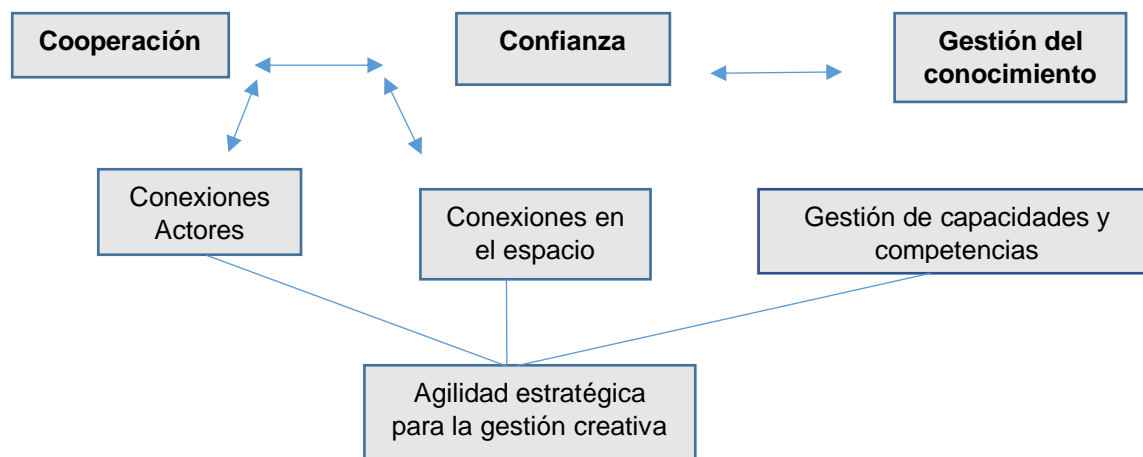 Cooperación
Confianza
Gestión del
conocimiento
Conexiones
Actores
Conexiones en
el espacio
Gestión de capacidades y
competencias
Agilidad estratégica
para la gestión creativa